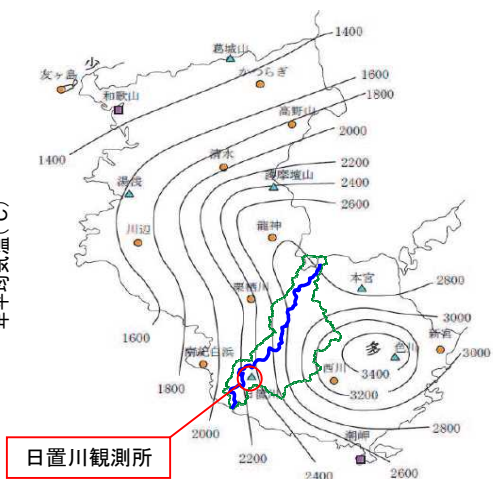 1400
葛城山
少
友ヶ島
かつらぎ
1600
和歌山
1800
高野山
2000
1400
清水
2200
護摩壇山
2400
湯浅
2600
川辺
龍神
本宮
2800
栗栖川
1600
新宮
3000
多
色川
南紀白浜
3400
西川
1800
3200
3000
2000
潮岬
2800
日置川観測所
2200
2400
2600